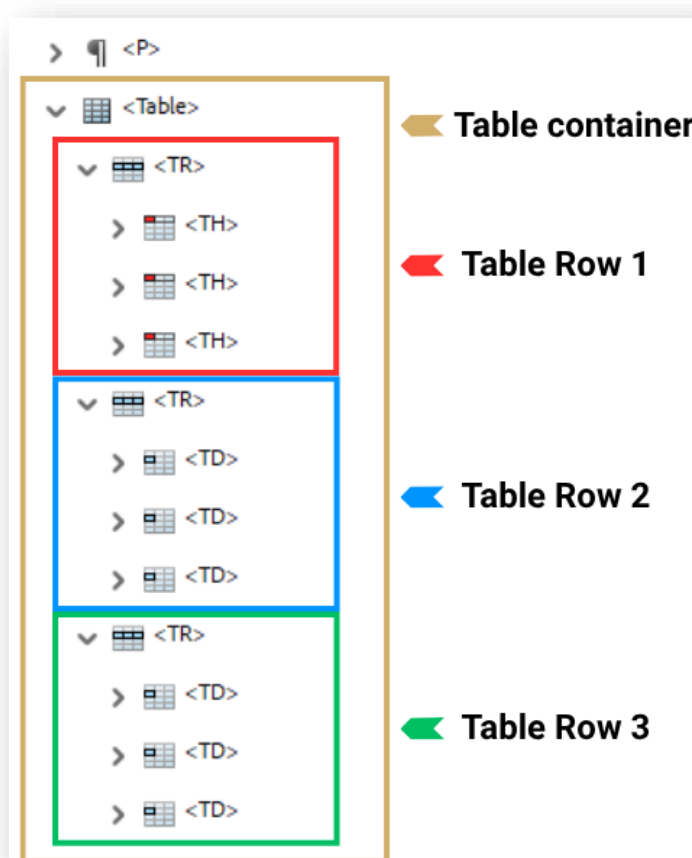 <P>
<Table>
Table container
<TR>
<TH>
<TH>
Table Row 1
<TH>
<TR>
<TD>
<TD>
Table Row 2
<TD>
<TR>
<TD>
<TD>
Table Row 3
<TD>